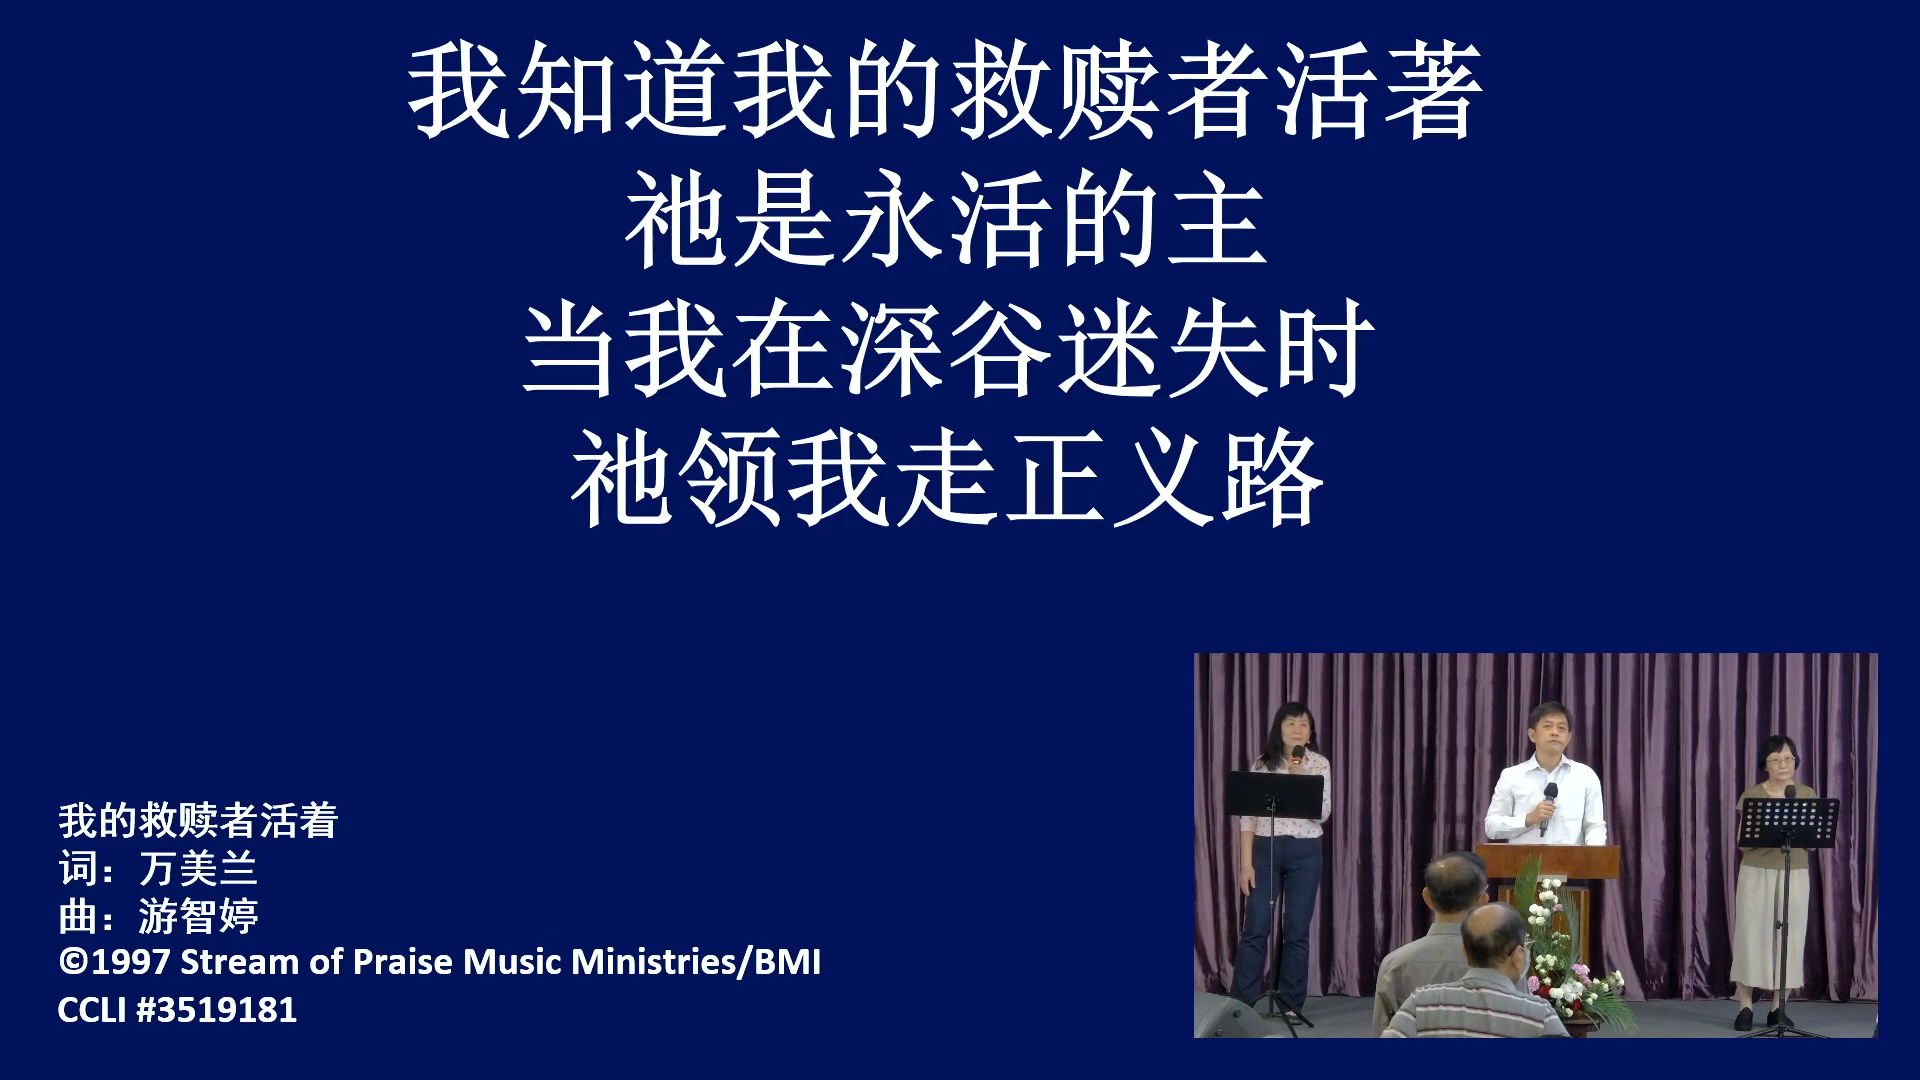 我知道我的救赎者活著
祂是永活的主
当我在深谷迷失时
祂领我走正义路
我的救赎者活着
词：万美兰
曲：游智婷
©1997 Stream of Praise Music Ministries/BMI
CCLI #3519181